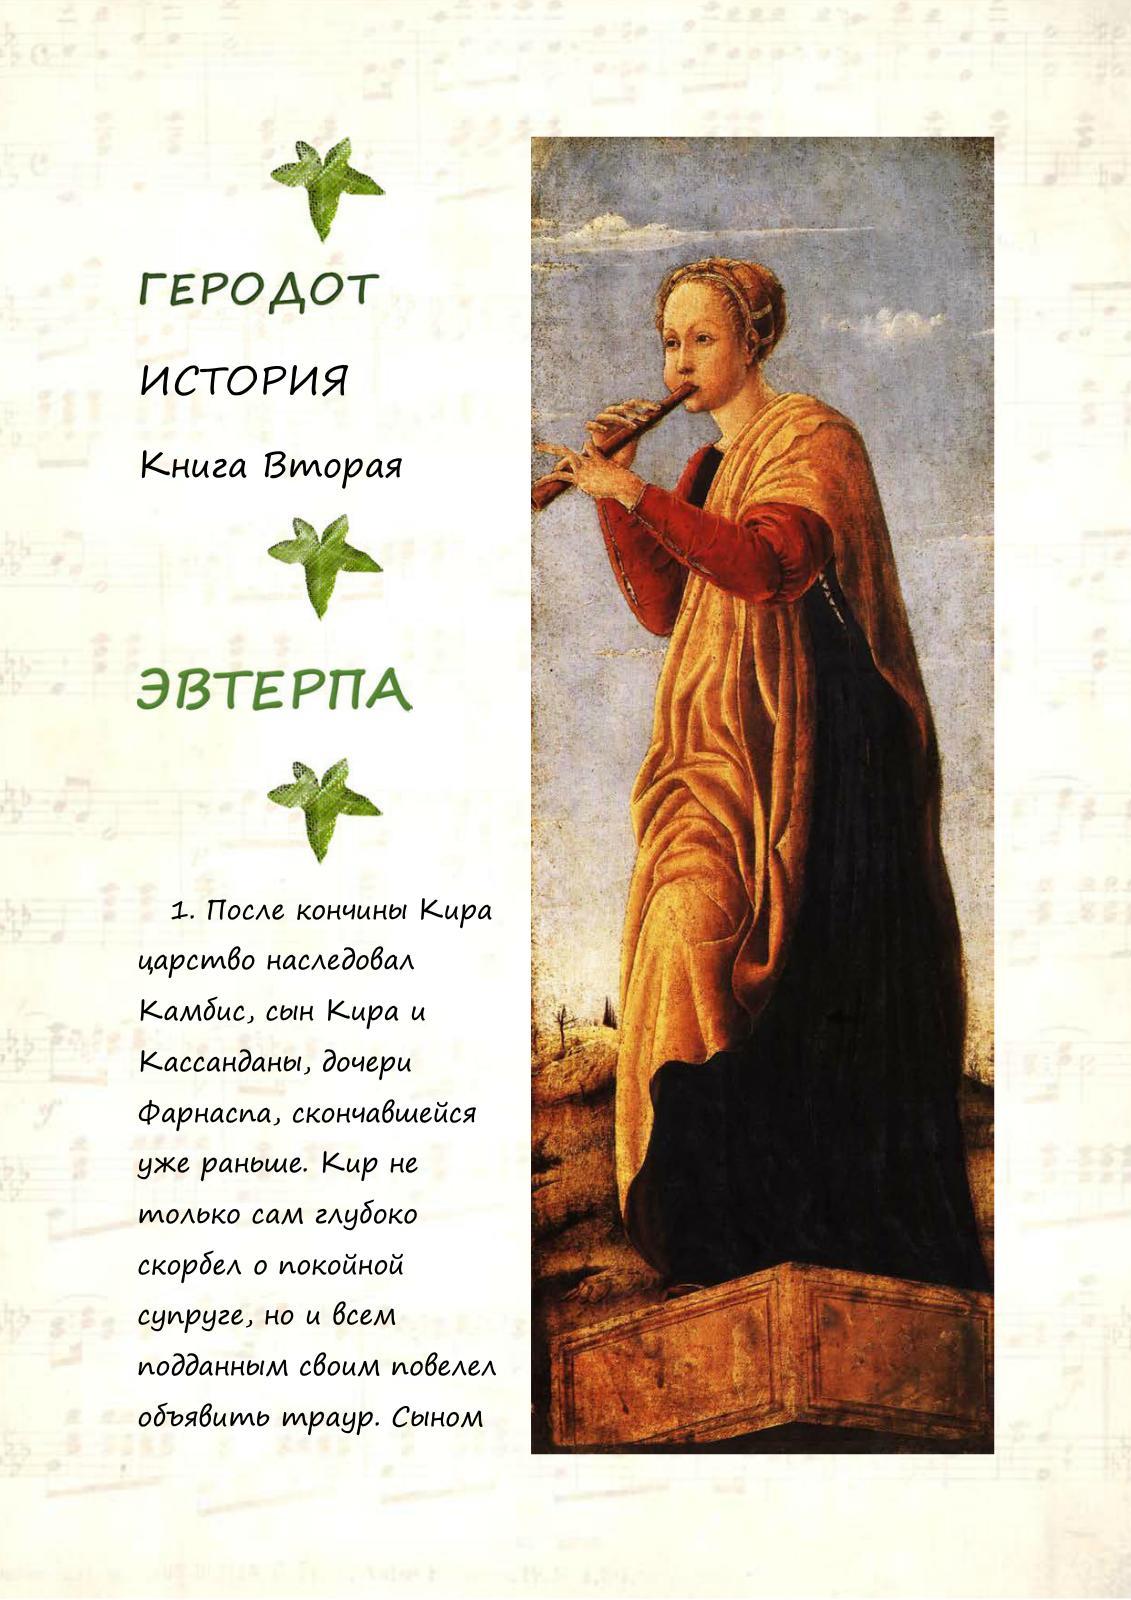 ГЕРОДОТ
ИСТОРИЯ
Книга Вторая
ЭВТЕРПА
1. После кончины Кира
царство наследовал
Камбис, сын Кира и
Кассанданы, дочери
Фарнаспа, скончавшейся
уже раньше. Кир не
только сам глубоко
скорбел о покойной
супруге, но и всем
подданным своим повелел
объявить траур. Сыном